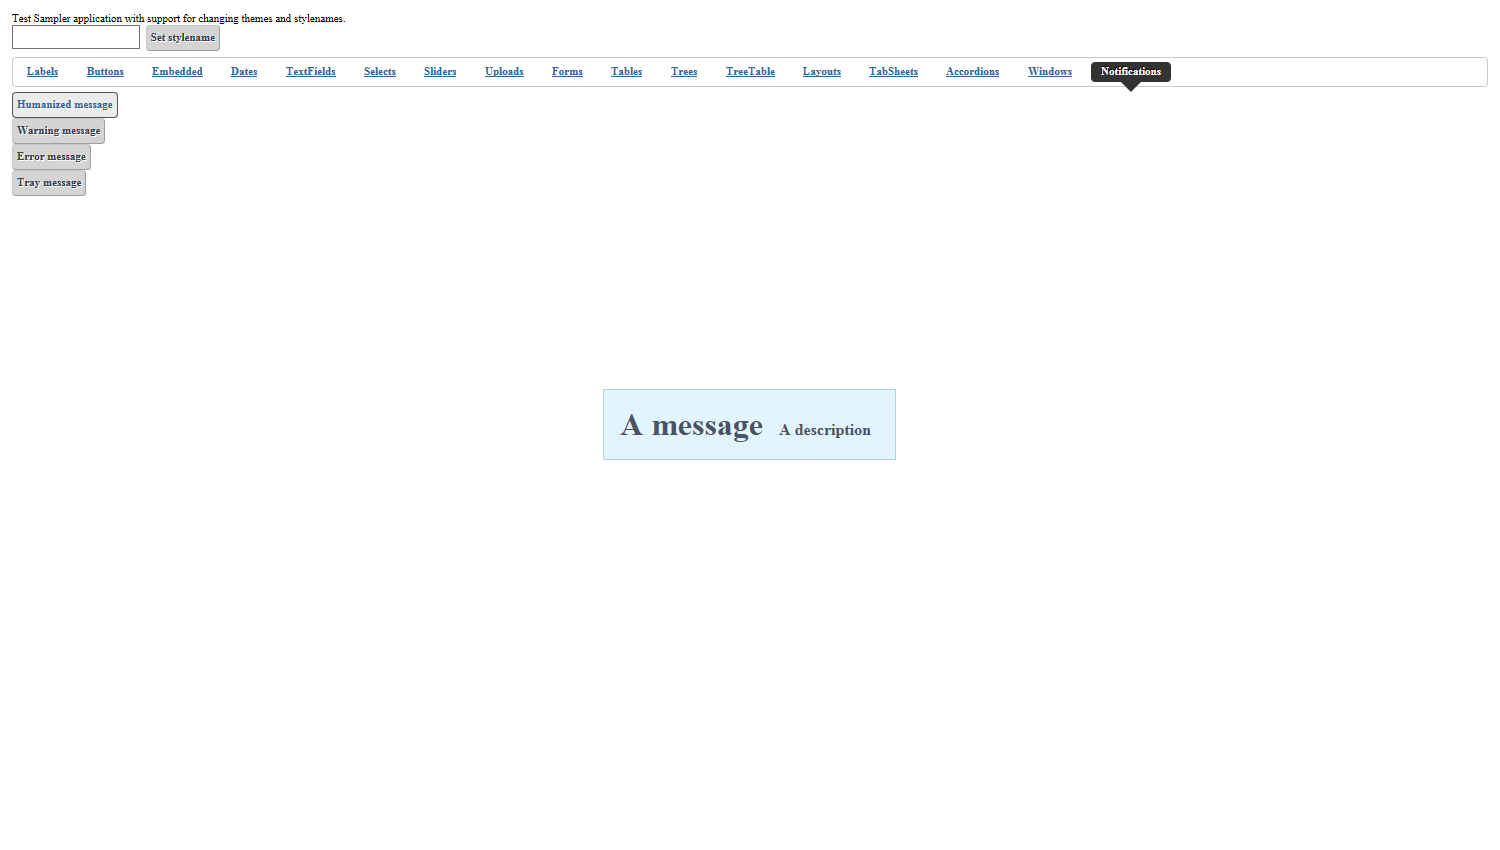 Test Sampler application with support for changing themes and stylenames.
Set stylename
Labels Buttons Embedded Dates TextFields Selects Sliders Uploads Forms Tables Trees TreeTable Layouts TabSheets Accordions Windows Notifications
Humanized message
Warning message
Error message
Tray message
A message A description